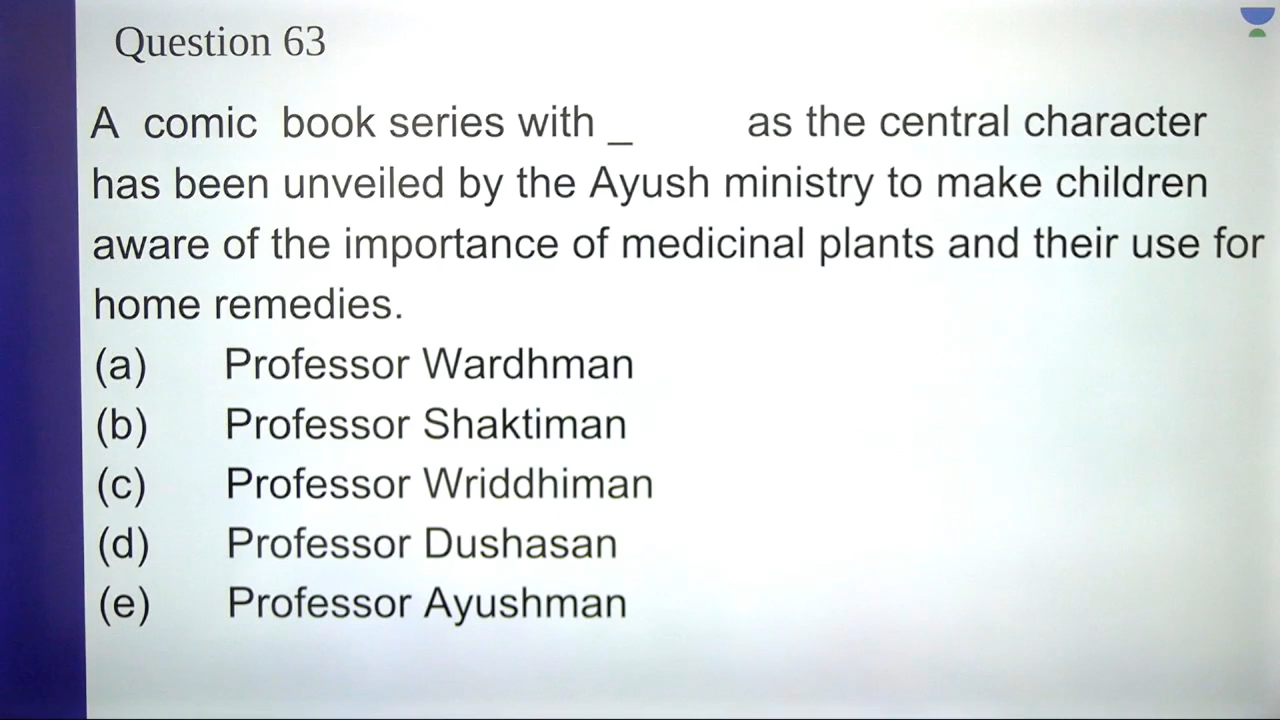 Question 63
A comic book series with _ as the central character
has been unveiled by the Ayush ministry to make children
aware of the importance of medicinal plants and their use for
home remedies.
(a) Professor Wardhman
(b) Professor Shaktiman
(c) Professor Wriddhiman
(d) Professor Dushasan
(e) Professor Ayushman